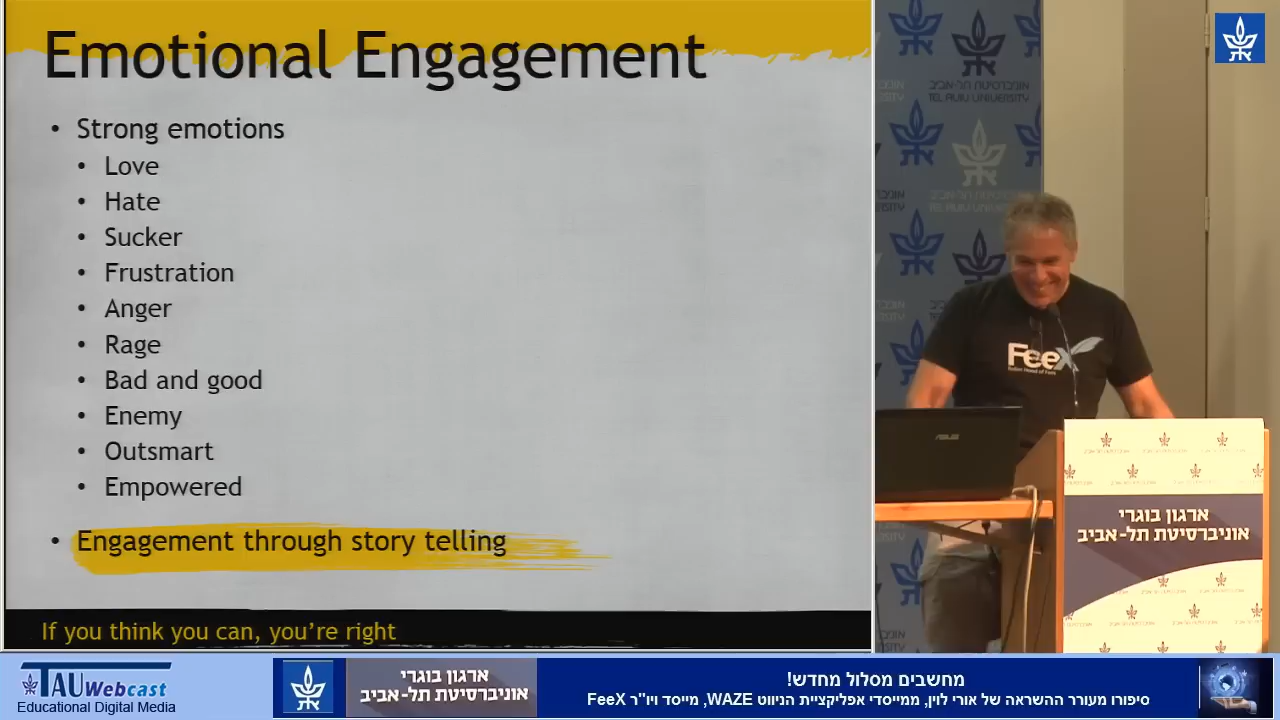 Emotional Engagement
• Strong emotions
• Love
• Hate
• Sucker
• Frustration
• Anger
• Rage
• Bad and good
• Enemy
• Outsmart
• Empowered
• Engagement through story telling
If you think you can, you're right
אוניברסיטת תל-אביב
TEL AVIV UNIVERSITY
FeeX
ASUS
ארגון בוגרי
אוניברסיטת תל-אביב
TAU Webcast
Educational Digital Media
ארגון בוגרי
אוניברסיטת תל-אביב
מחשבים מסלול מחדש!
סיפורו מעורר ההשראה של אורי לוין, ממייסדי אפליקציית הניווט WAZE, מייסד ויו"ר FeeX